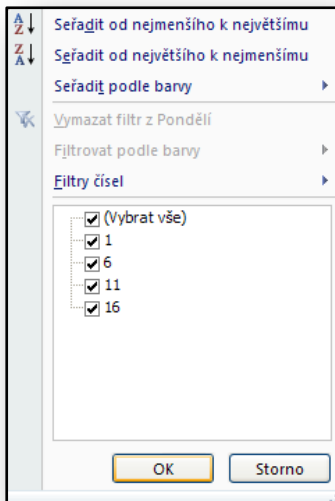 Seřadit od nejmenšího k největšímu
Seřadit od největšího k nejmenšímu
Seřadit podle barvy
Vymazat filtr z Pondělí
Filtrovat podle barvy
Filtry čísel
(Vybrat vše)
1
6
11
16
OK Storno